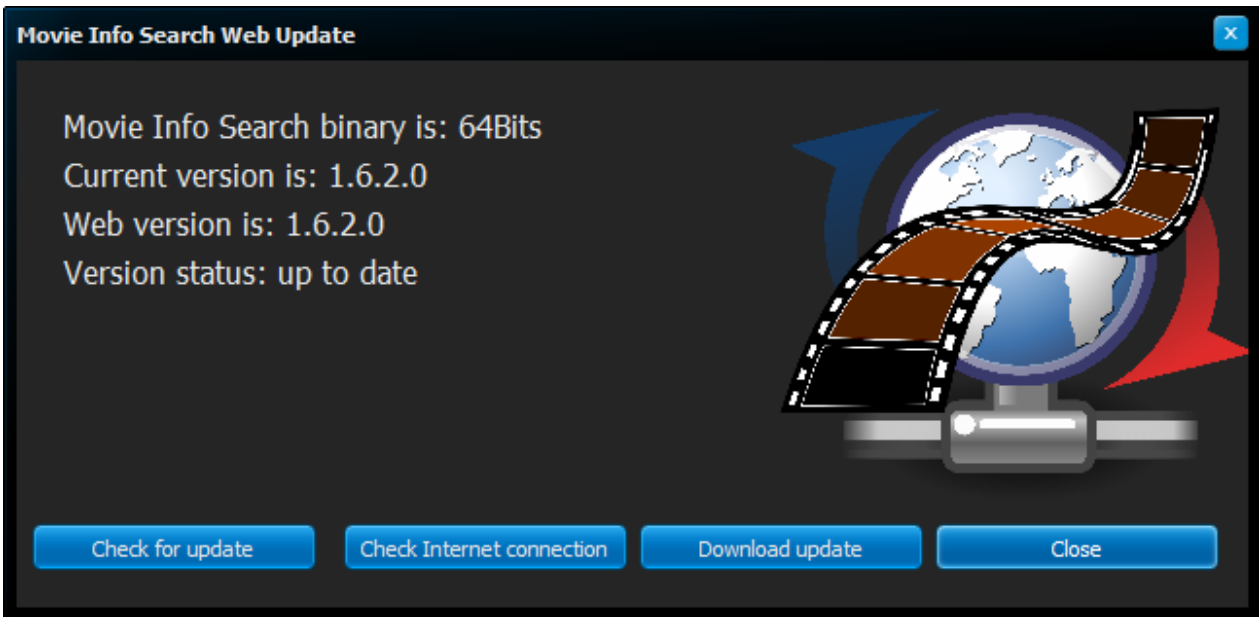 Movie Info Search Web Update
x
Movie Info Search binary is: 64Bits
Current version is: 1.6.2.0
Web version is: 1.6.2.0
Version status: up to date
Check for update
Check Internet connection
Download update
Close